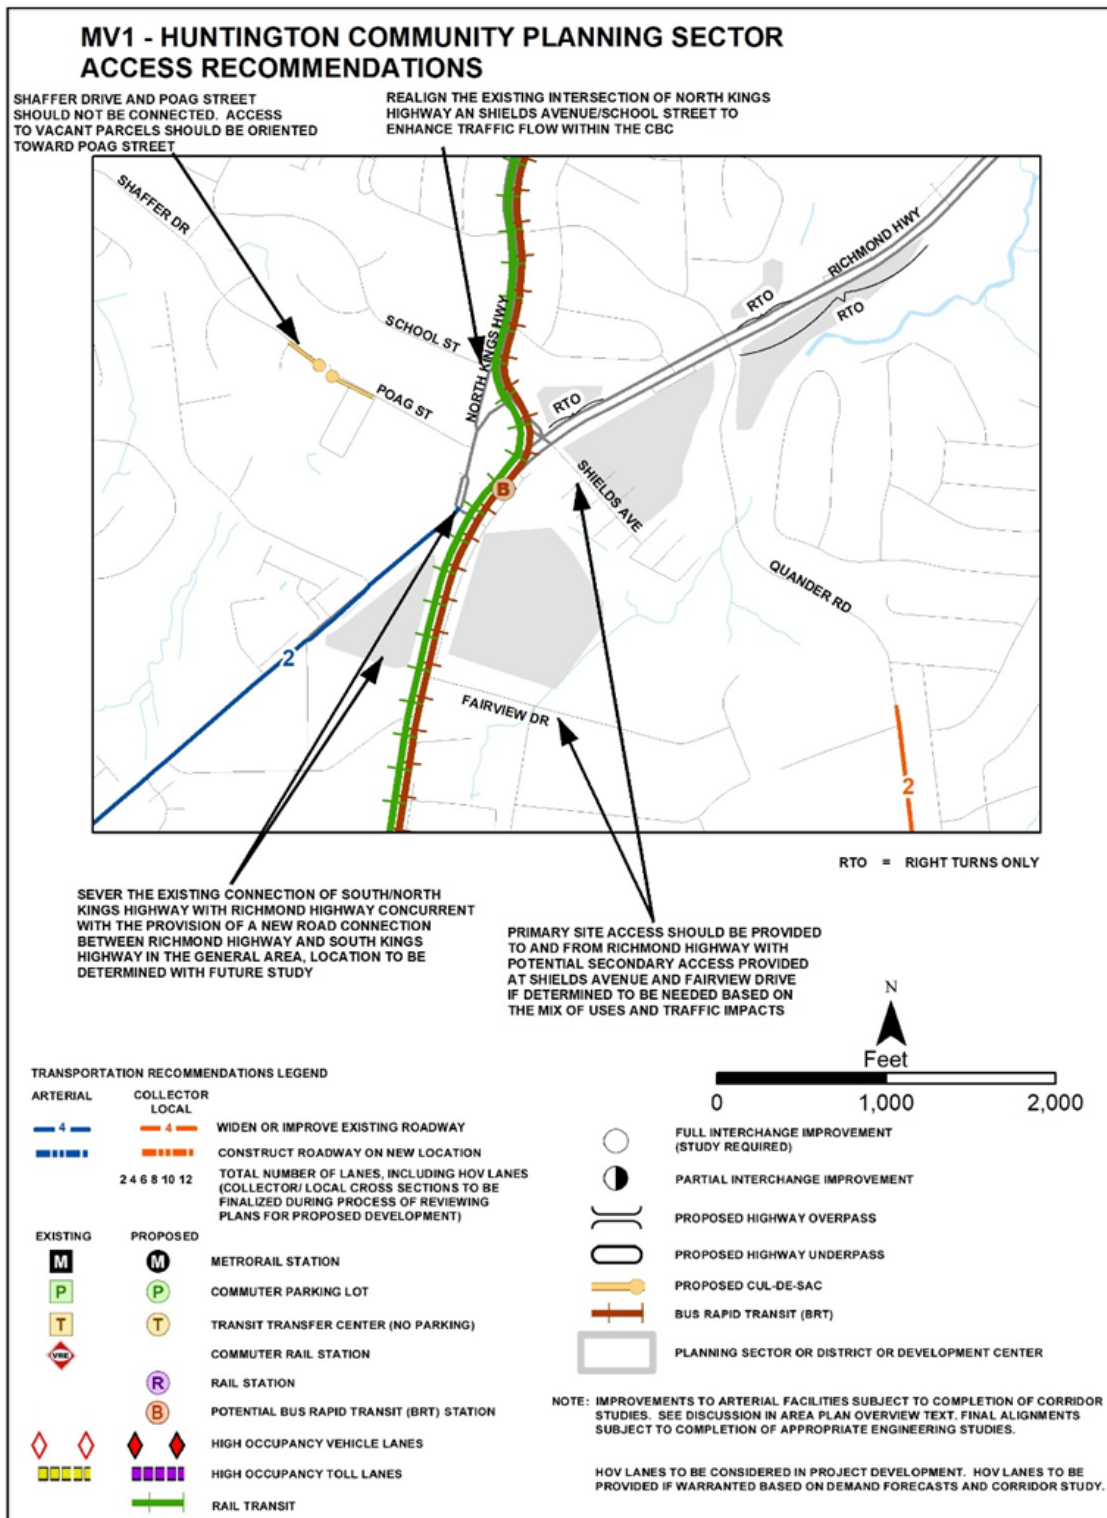 MV1 - HUNTINGTON COMMUNITY PLANNING SECTOR
ACCESS RECOMMENDATIONS
SHAFFER DRIVE AND POAG STREET
SHOULD NOT BE CONNECTED. ACCESS
TO VACANT PARCELS SHOULD BE ORIENTED
TOWARD POAG STREET
REALIGN THE EXISTING INTERSECTION OF NORTH KINGS
HIGHWAY AN SHIELDS AVENUE/SCHOOL STREET TO
ENHANCE TRAFFIC FLOW WITHIN THE CBC
SHAFFER DR
RICHMOND HWY
RTO
RTO
SCHOOL ST
NORTH KINGS HWY
POAG ST
RTO
B
SHIELDS AVE
QUANDER RD
2
FAIRVIEW DR
2
RTO = RIGHT TURNS ONLY
SEVER THE EXISTING CONNECTION OF SOUTH/NORTH
KINGS HIGHWAY WITH RICHMOND HIGHWAY CONCURRENT
WITH THE PROVISION OF A NEW ROAD CONNECTION
BETWEEN RICHMOND HIGHWAY AND SOUTH KINGS
HIGHWAY IN THE GENERAL AREA, LOCATION TO BE
DETERMINED WITH FUTURE STUDY
PRIMARY SITE ACCESS SHOULD BE PROVIDED
TO AND FROM RICHMOND HIGHWAY WITH
POTENTIAL SECONDARY ACCESS PROVIDED
AT SHIELDS AVENUE AND FAIRVIEW DRIVE
IF DETERMINED TO BE NEEDED BASED ON
THE MIX OF USES AND TRAFFIC IMPACTS
N
Feet
0 1,000 2,000
TRANSPORTATION RECOMMENDATIONS LEGEND
ARTERIAL COLLECTOR
LOCAL
4 4 WIDEN OR IMPROVE EXISTING ROADWAY
CONSTRUCT ROADWAY ON NEW LOCATION
2 4 6 8 10 12 TOTAL NUMBER OF LANES, INCLUDING HOV LANES
(COLLECTOR/ LOCAL CROSS SECTIONS TO BE
FINALIZED DURING PROCESS OF REVIEWING
PLANS FOR PROPOSED DEVELOPMENT)
EXISTING PROPOSED
M M METRORAIL STATION
P P COMMUTER PARKING LOT
T T TRANSIT TRANSFER CENTER (NO PARKING)
VRE COMMUTER RAIL STATION
R RAIL STATION
B POTENTIAL BUS RAPID TRANSIT (BRT) STATION
HIGH OCCUPANCY VEHICLE LANES
HIGH OCCUPANCY TOLL LANES
RAIL TRANSIT
FULL INTERCHANGE IMPROVEMENT
(STUDY REQUIRED)
PARTIAL INTERCHANGE IMPROVEMENT
PROPOSED HIGHWAY OVERPASS
PROPOSED HIGHWAY UNDERPASS
PROPOSED CUL-DE-SAC
BUS RAPID TRANSIT (BRT)
PLANNING SECTOR OR DISTRICT OR DEVELOPMENT CENTER
NOTE: IMPROVEMENTS TO ARTERIAL FACILITIES SUBJECT TO COMPLETION OF CORRIDOR
STUDIES. SEE DISCUSSION IN AREA PLAN OVERVIEW TEXT. FINAL ALIGNMENTS
SUBJECT TO COMPLETION OF APPROPRIATE ENGINEERING STUDIES.
HOV LANES TO BE CONSIDERED IN PROJECT DEVELOPMENT. HOV LANES TO BE
PROVIDED IF WARRANTED BASED ON DEMAND FORECASTS AND CORRIDOR STUDY.